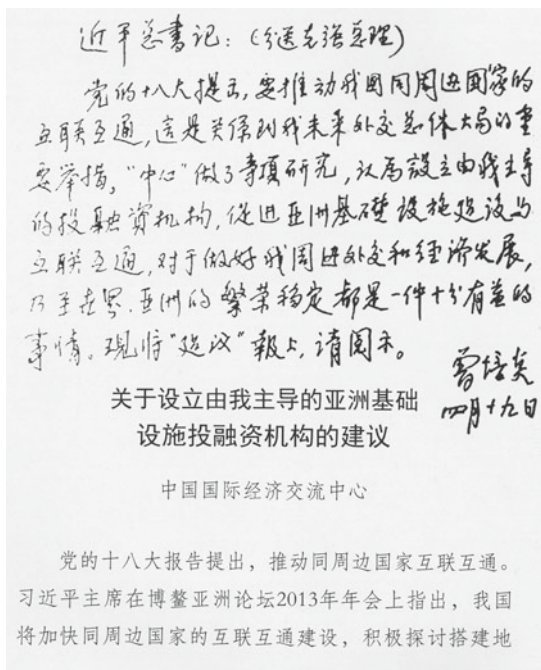 近平总書记：（分送克强总理）
党的十八大提出，要推动我国同周边国家的
互联互通，這是关係到我未来外交总体大局的重
要举措，“中心”做了专项研究，认為設立由我主导
的投融资机构，促进亚洲基礎设施建设与
互联互通，对于做好我周边外交和经济发展，
乃至世界、亚洲的繁荣稳定都是一件十分有益的
事情。现将“建议”報上，请阅示。
曾培炎
四月十九日
关于设立由我主导的亚洲基础
设施投融资机构的建议
中国国际经济交流中心
党的十八大报告提出，推动同周边国家互联互通。
习近平主席在博鳌亚洲论坛2013年年会上指出，我国
将加快同周边国家的互联互通建设，积极探讨搭建地